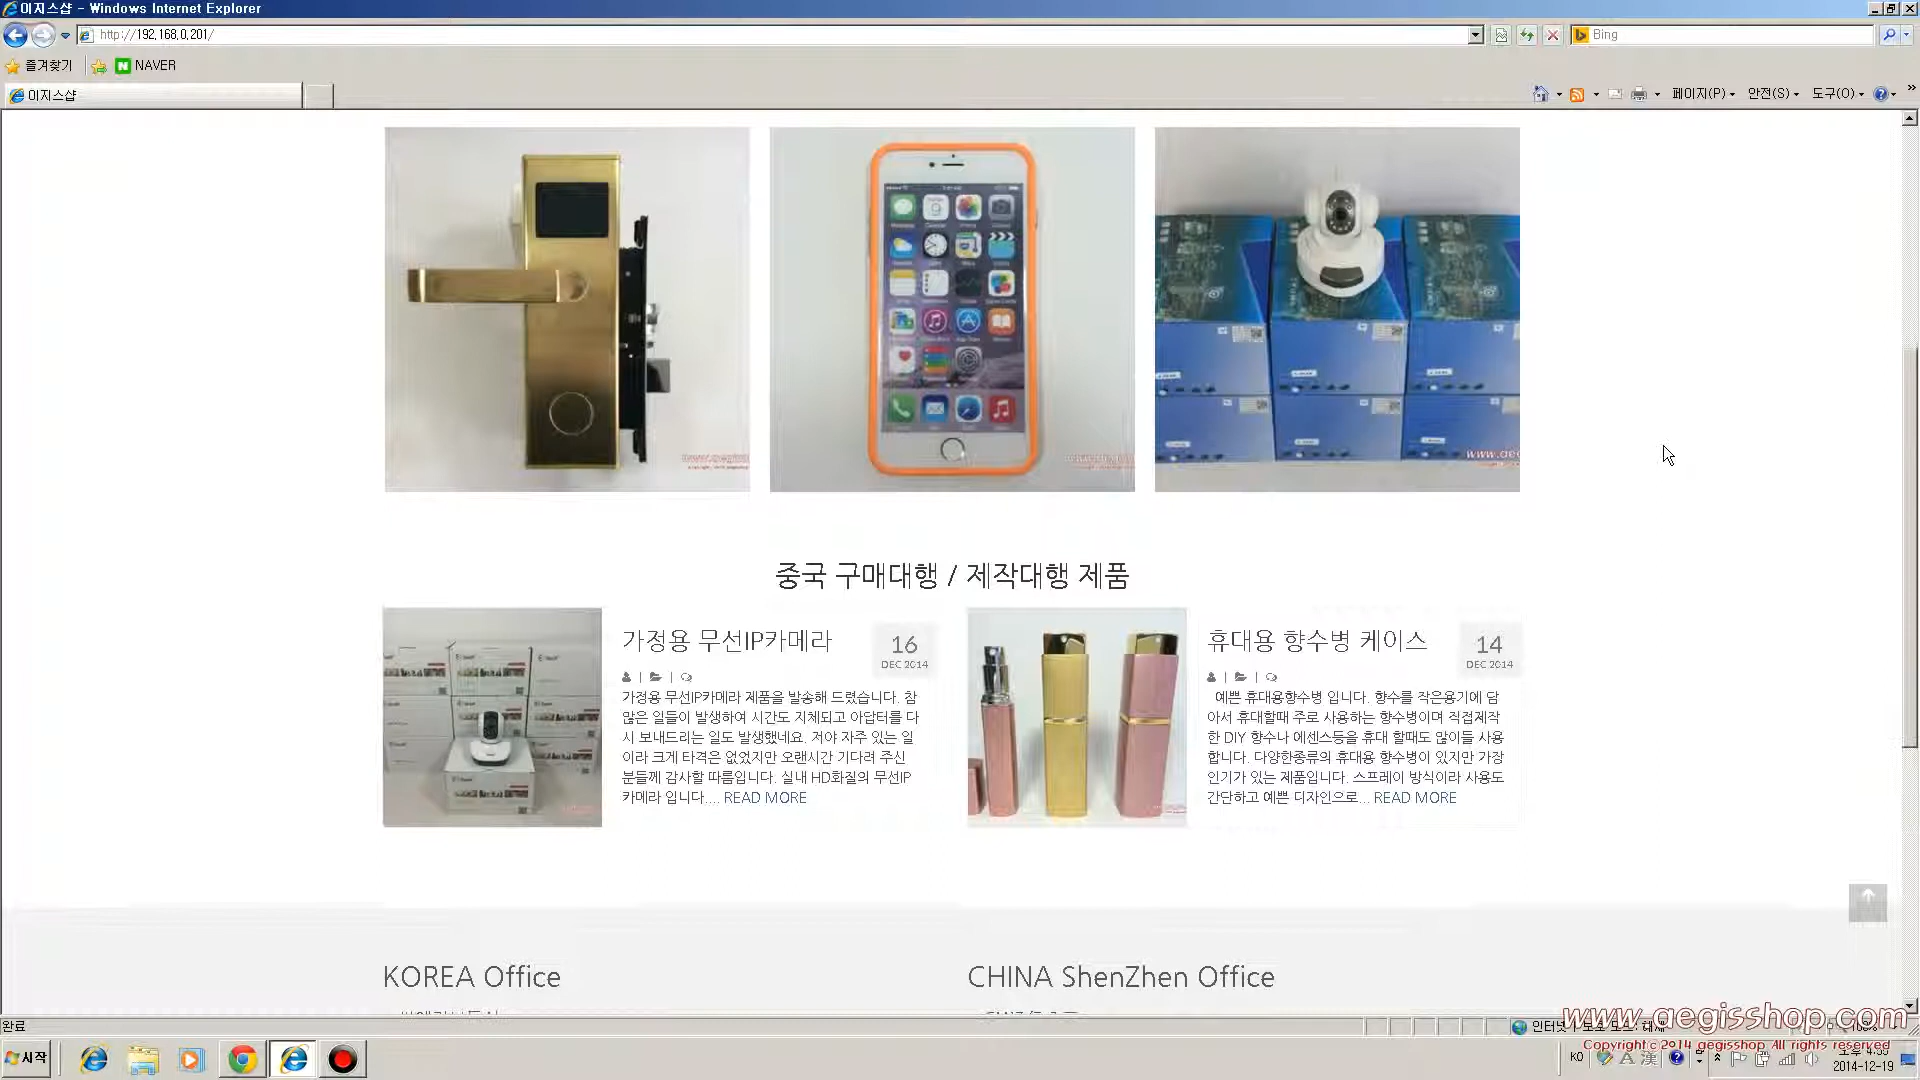 이지스샵 - Windows Internet Explorer
http://192.168.0.201/
Bing
즐겨찾기
NAVER
이지스샵
페이지(P)
안전(S)
도구(O)
중국 구매대행 / 제작대행 제품
가정용 무선IP카메라
16
DEC 2014
가정용 무선IP카메라 제품을 발송해 드렸습니다. 참
많은 일들이 발생하여 시간도 지체되고 아답터를 다
시 보내드리는 일도 발생했네요. 저야 자주 있는 일
이라 크게 타격은 없었지만 오랜시간 기다려 주신
분들께 감사할 따름입니다. 실내 HD화질의 무선IP
카메라 입니다.... READ MORE
휴대용 향수병 케이스
14
DEC 2014
예쁜 휴대용향수병 입니다. 향수를 작은용기에 담
아서 휴대할때 주로 사용하는 향수병이며 직접제작
한 DIY 향수나 에센스등을 휴대 할때도 많이들 사용
합니다. 다양한종류의 휴대용 향수병이 있지만 가장
인기가 있는 제품입니다. 스프레이 방식이라 사용도
간단하고 예쁜 디자인으로... READ MORE
KOREA Office
CHINA ShenZhen Office
완료
www.aegisshop.com
Copyright c 2014 aegisshop All rights reserved
시작
KO
漢
오후 4:55
2014-12-19